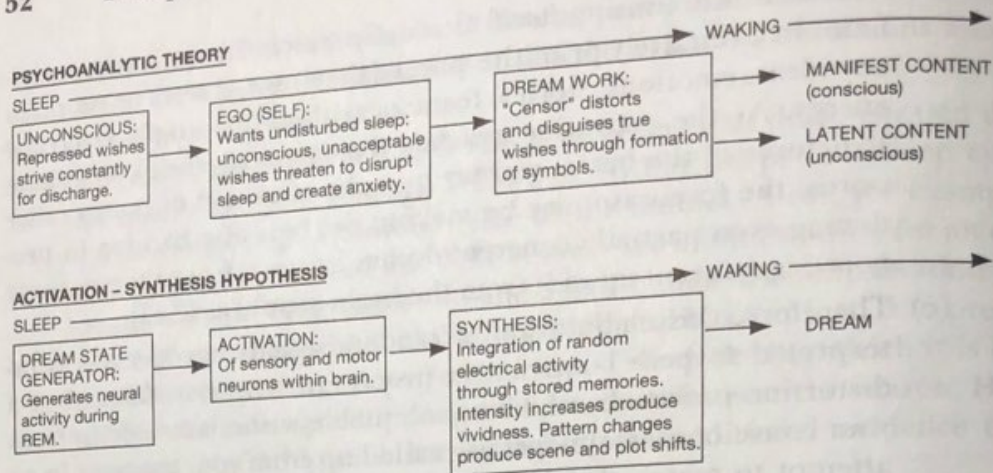 52
PSYCHOANALYTIC THEORY
SLEEP
WAKING
UNCONSCIOUS:
Repressed wishes
strive constantly
for discharge.
EGO (SELF):
Wants undisturbed sleep:
unconscious, unacceptable
wishes threaten to disrupt
sleep and create anxiety.
DREAM WORK:
"Censor" distorts
and disguises true
wishes through formation
of symbols.
MANIFEST CONTENT
(conscious)
LATENT CONTENT
(unconscious)
ACTIVATION – SYNTHESIS HYPOTHESIS
SLEEP
WAKING
DREAM STATE
GENERATOR:
Generates neural
activity during
REM.
ACTIVATION:
Of sensory and motor
neurons within brain.
SYNTHESIS:
Integration of random
electrical activity
through stored memories.
Intensity increases produce
vividness. Pattern changes
produce scene and plot shifts.
DREAM